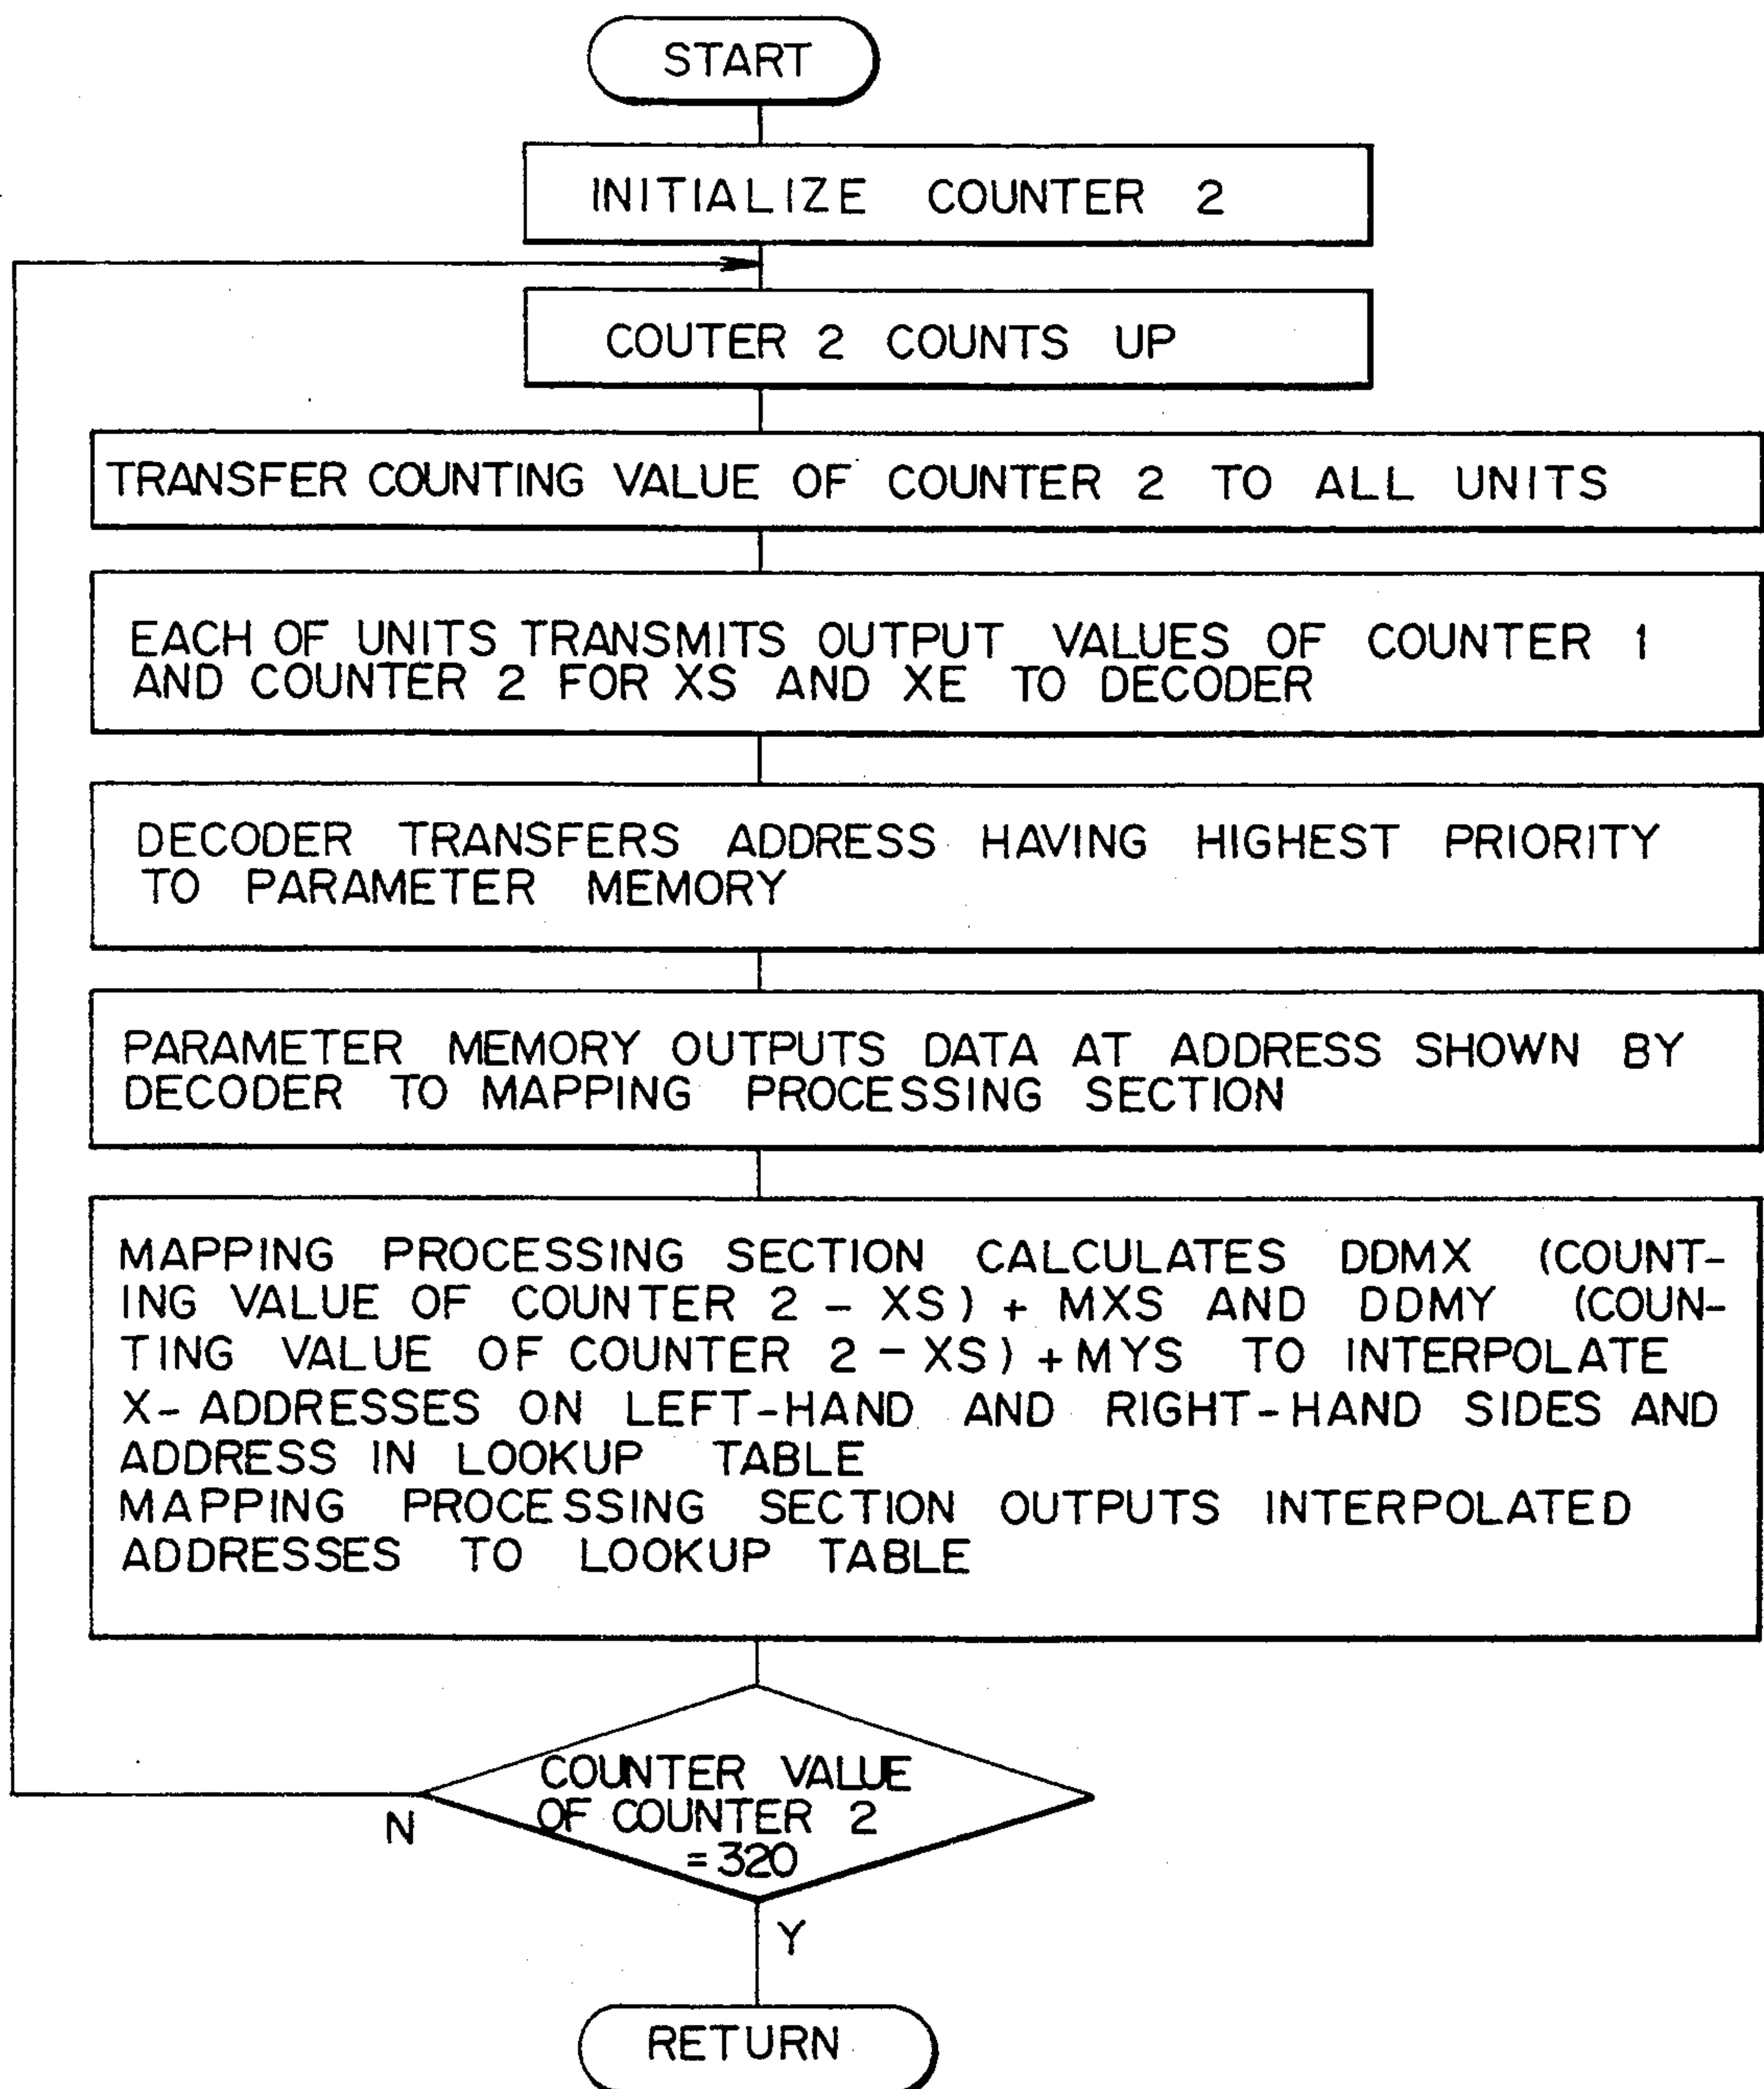 START
INITIALIZE COUNTER 2
COUTER 2 COUNTS UP
TRANSFER COUNTING VALUE OF COUNTER 2 TO ALL UNITS
EACH OF UNITS TRANSMITS OUTPUT VALUES OF COUNTER 1
AND COUNTER 2 FOR XS AND XE TO DECODER
DECODER TRANSFERS ADDRESS HAVING HIGHEST PRIORITY
TO PARAMETER MEMORY
PARAMETER MEMORY OUTPUTS DATA AT ADDRESS SHOWN BY
DECODER TO MAPPING PROCESSING SECTION
MAPPING PROCESSING SECTION CALCULATES DDMX (COUNT-
ING VALUE OF COUNTER 2 - XS) + MXS AND DDMY (COUN-
TING VALUE OF COUNTER 2 - XS) + MYS TO INTERPOLATE
X-ADDRESSES ON LEFT-HAND AND RIGHT-HAND SIDES AND
ADDRESS IN LOOKUP TABLE
MAPPING PROCESSING SECTION OUTPUTS INTERPOLATED
ADDRESSES TO LOOKUP TABLE
COUNTER VALUE
OF COUNTER 2
=320
N
Y
RETURN